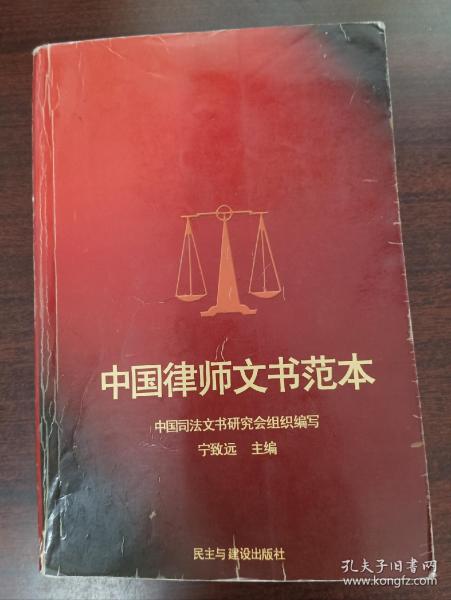 中国律师文书范本
中国司法文书研究会组织编写
宁致远 主编
民主与建设出版社
孔夫子旧书网
www.kongfz.com